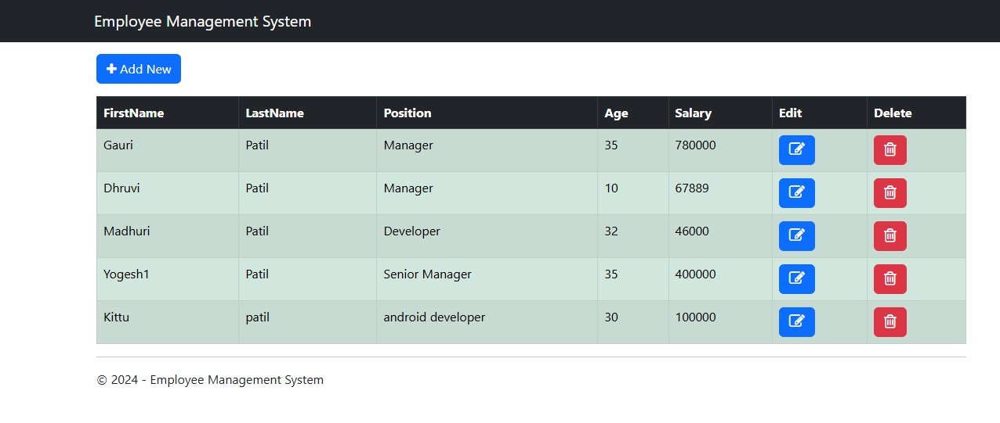 Employee Management System
Add New
FirstName LastName Position Age Salary Edit Delete
Gauri Patil Manager 35 780000
Dhruvi Patil Manager 10 67889
Madhuri Patil Developer 32 46000
Yogesh1 Patil Senior Manager 35 400000
Kittu patil android developer 30 100000
© 2024 - Employee Management System